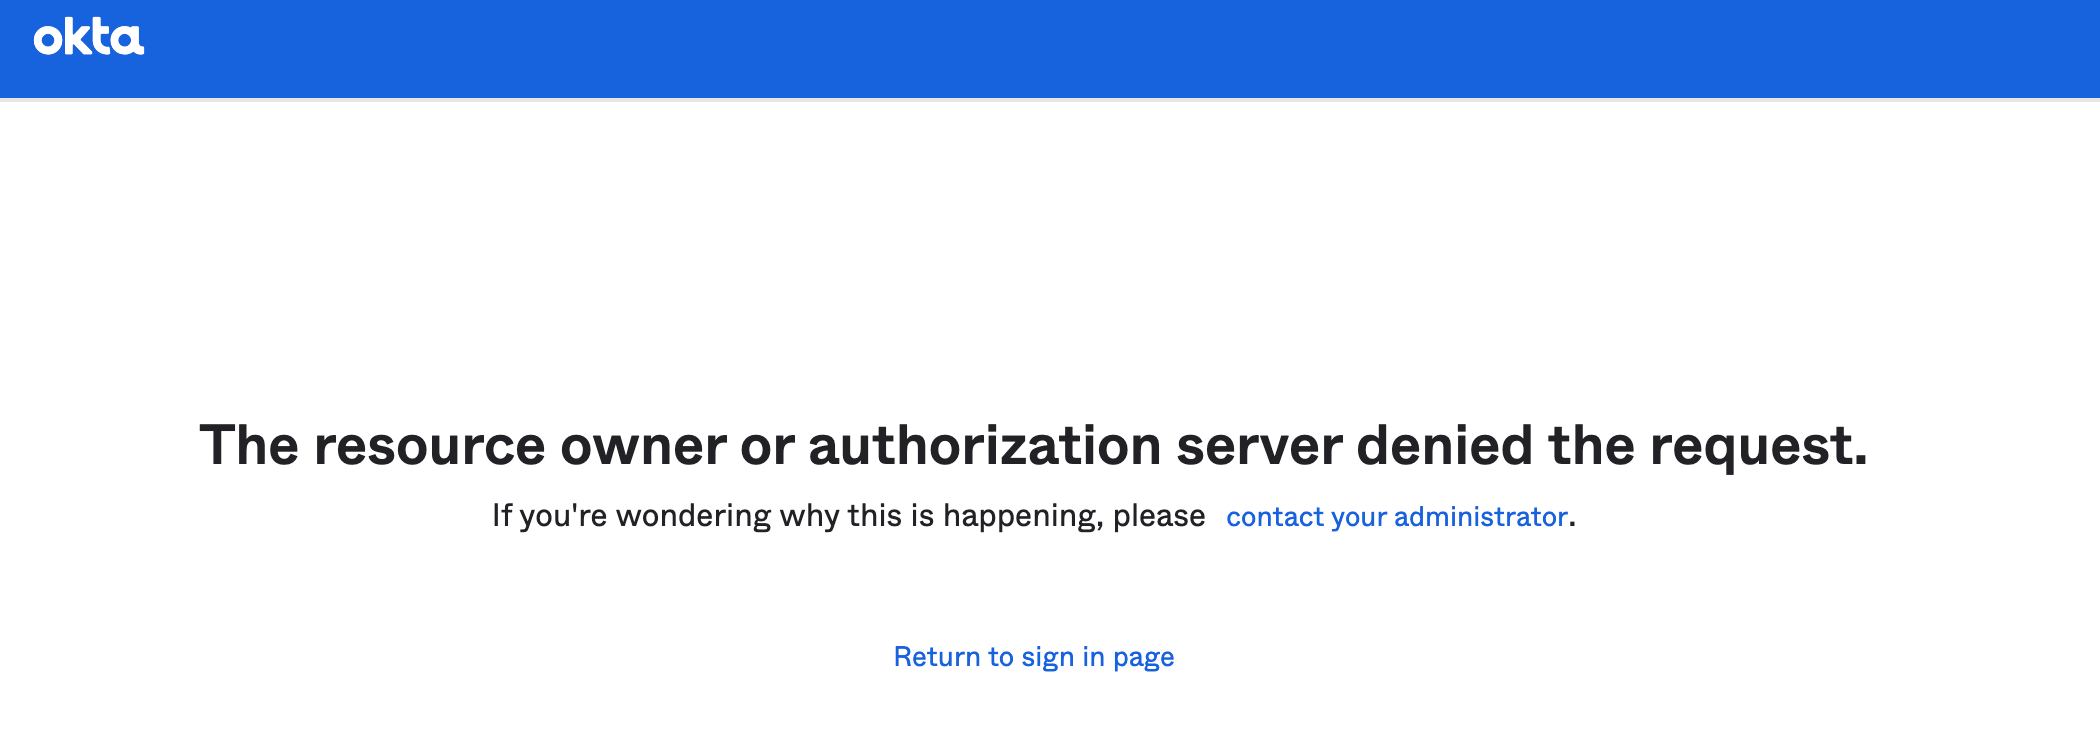 okta
The resource owner or authorization server denied the request.
If you're wondering why this is happening, please contact your administrator.
Return to sign in page